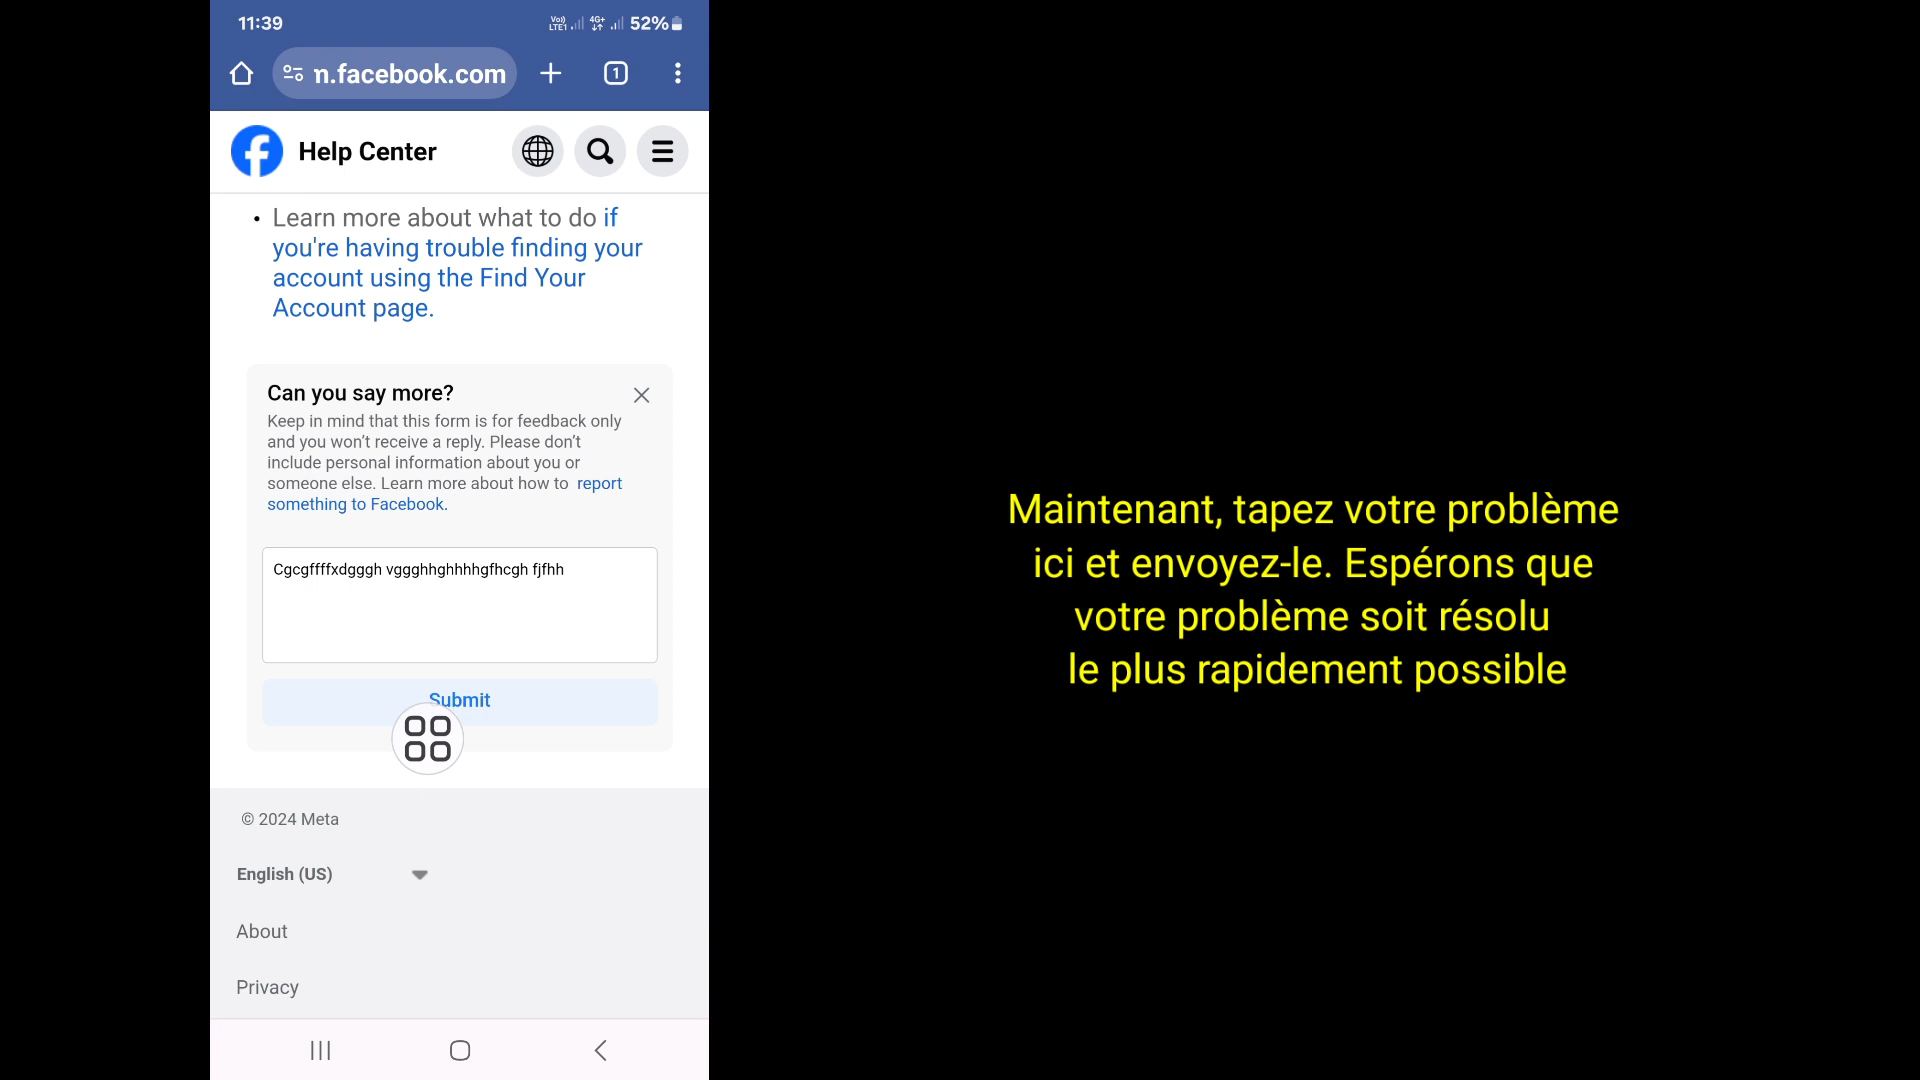 11:39
Vo) LTE1 4G+ 52%
n.facebook.com
1
Help Center
• Learn more about what to do if
you're having trouble finding your
account using the Find Your
Account page.
Can you say more?
Keep in mind that this form is for feedback only
and you won't receive a reply. Please don't
include personal information about you or
someone else. Learn more about how to report
something to Facebook.
Cgcgffffxdgggh vggghhghhhhgfhcgh fjfhh
Submit
© 2024 Meta
English (US)
About
Privacy
Maintenant, tapez votre problème
ici et envoyez-le. Espérons que
votre problème soit résolu
le plus rapidement possible